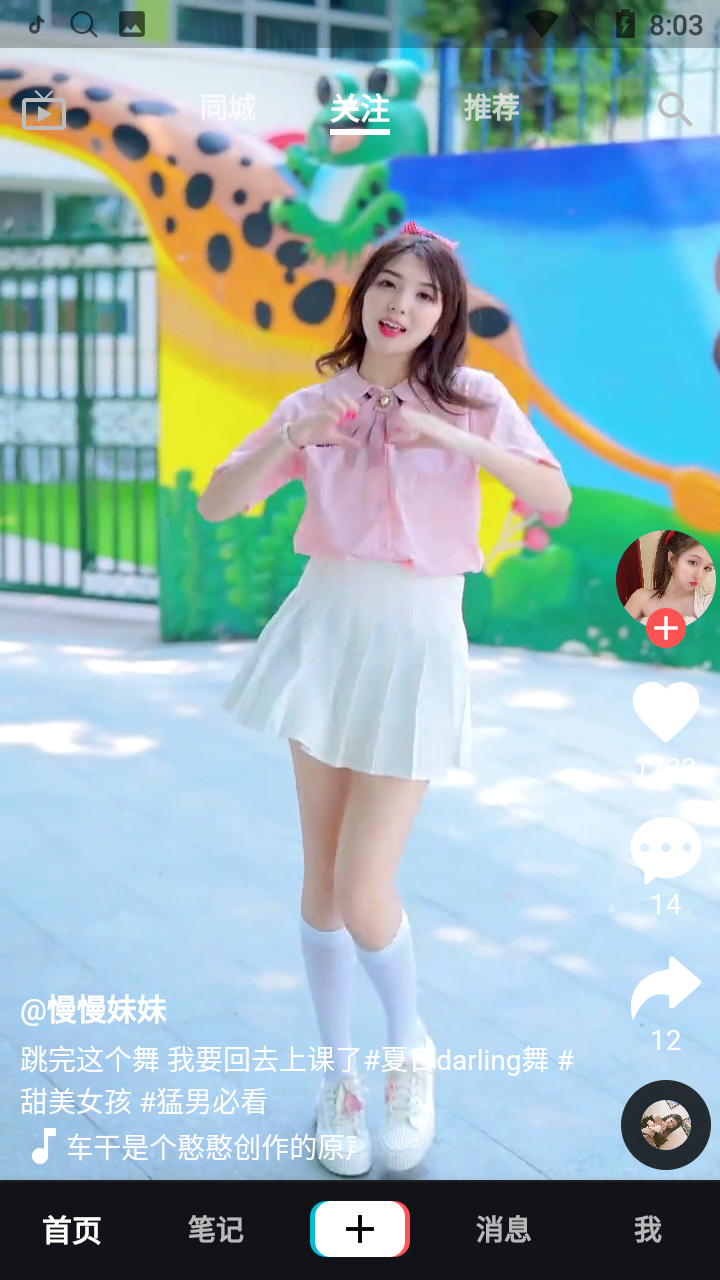 8:03
同城 关注 推荐
14
12
@慢慢妹妹
跳完这个舞 我要回去上课了#夏日darling舞 #
甜美女孩 #猛男必看
车干是个憨憨创作的原声
首页 笔记 消息 我